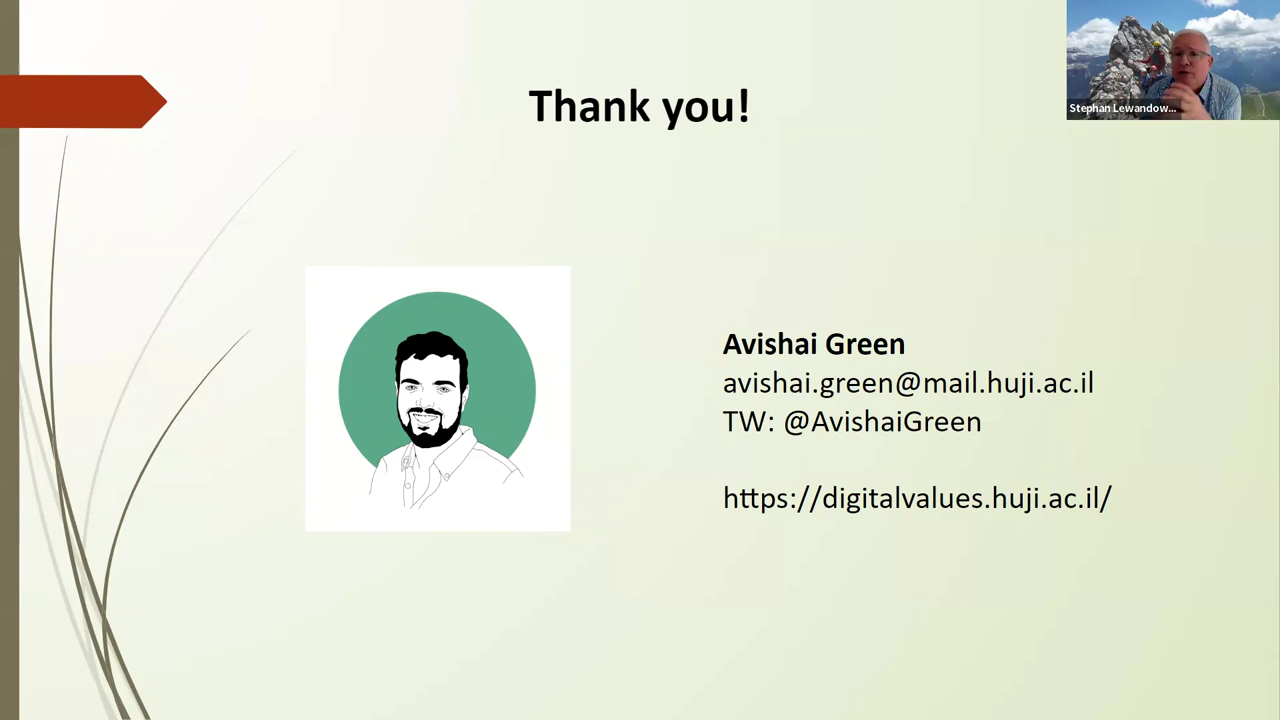 Thank you!
Stephan Lewandow...
Avishai Green
avishai.green@mail.huji.ac.il
TW: @AvishaiGreen
https://digitalvalues.huji.ac.il/